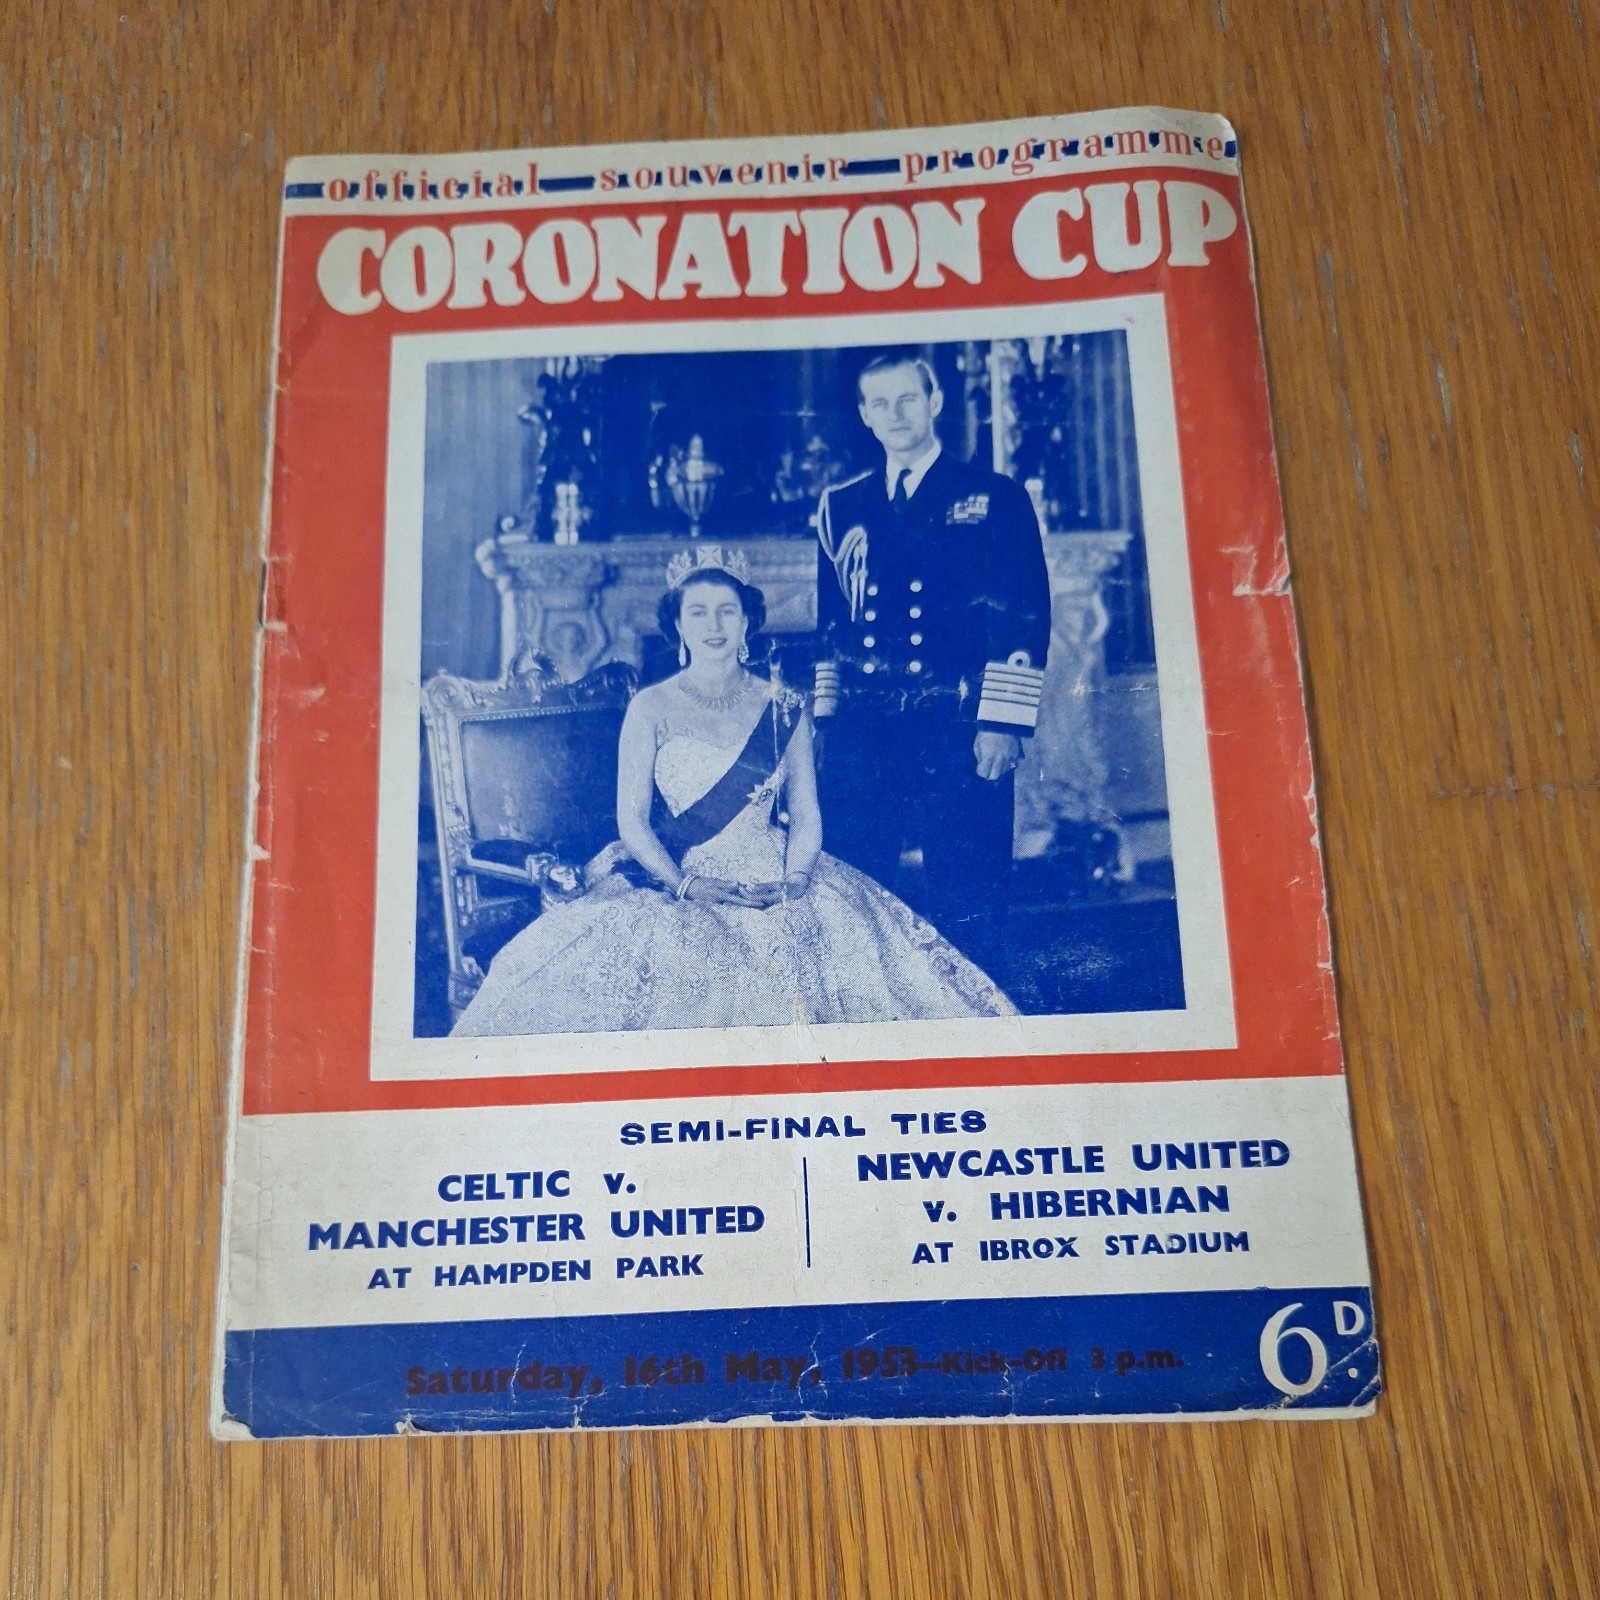 official souvenir programme
CORONATION CUP
SEMI-FINAL TIES
CELTIC v.
MANCHESTER UNITED
AT HAMPDEN PARK
NEWCASTLE UNITED
v. HIBERNIAN
AT IBROX STADIUM
Saturday, 16th May, 1953—Kick-Off 3 p.m.
6D.